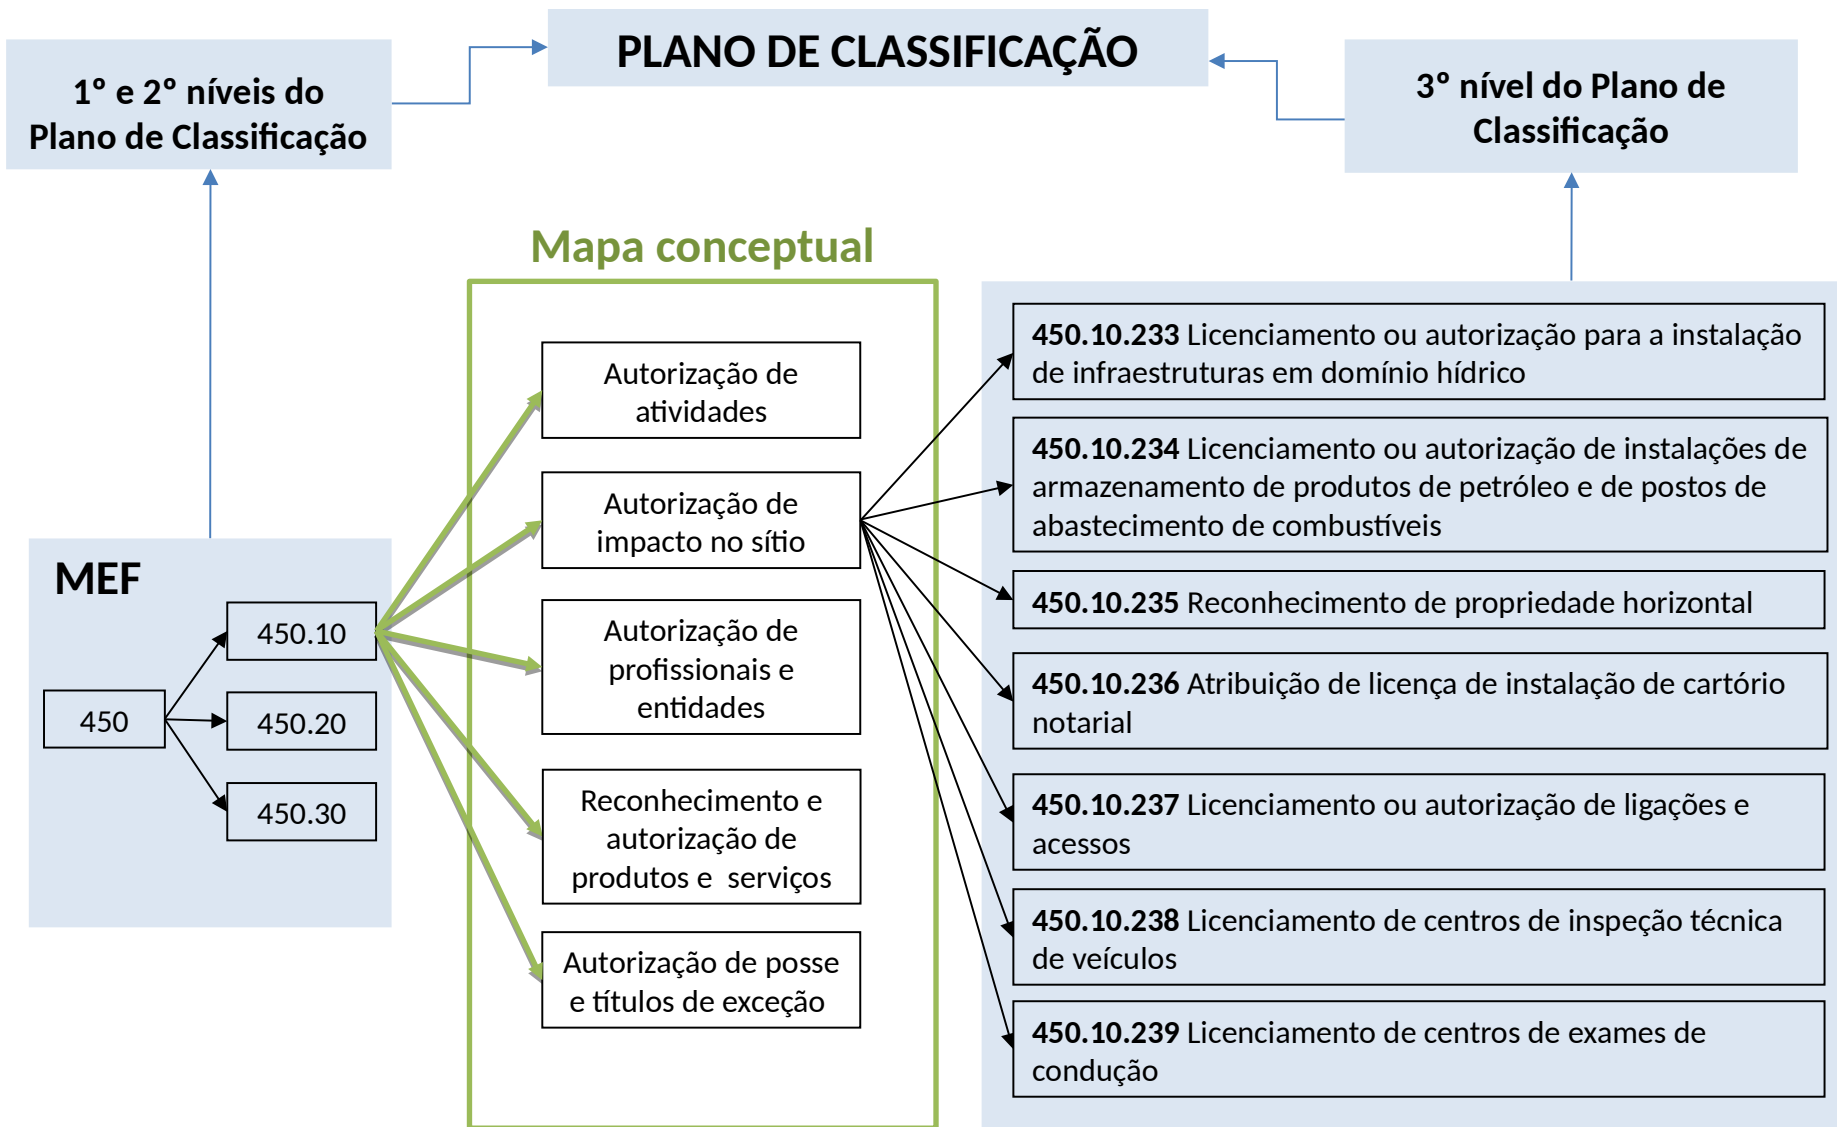 PLANO DE CLASSIFICAÇÃO
1º e 2º níveis do
Plano de Classificação
3º nível do Plano de
Classificação
Mapa conceptual
MEF
450
450.10
450.20
450.30
Autorização de
atividades
Autorização de
impacto no sítio
Autorização de
profissionais e
entidades
Reconhecimento e
autorização de
produtos e  serviços
Autorização de posse
e títulos de exceção
450.10.233 Licenciamento ou autorização para a instalação
de infraestruturas em domínio hídrico
450.10.234 Licenciamento ou autorização de instalações de
armazenamento de produtos de petróleo e de postos de
abastecimento de combustíveis
450.10.235 Reconhecimento de propriedade horizontal
450.10.236 Atribuição de licença de instalação de cartório
notarial
450.10.237 Licenciamento ou autorização de ligações e
acessos
450.10.238 Licenciamento de centros de inspeção técnica
de veículos
450.10.239 Licenciamento de centros de exames de
condução